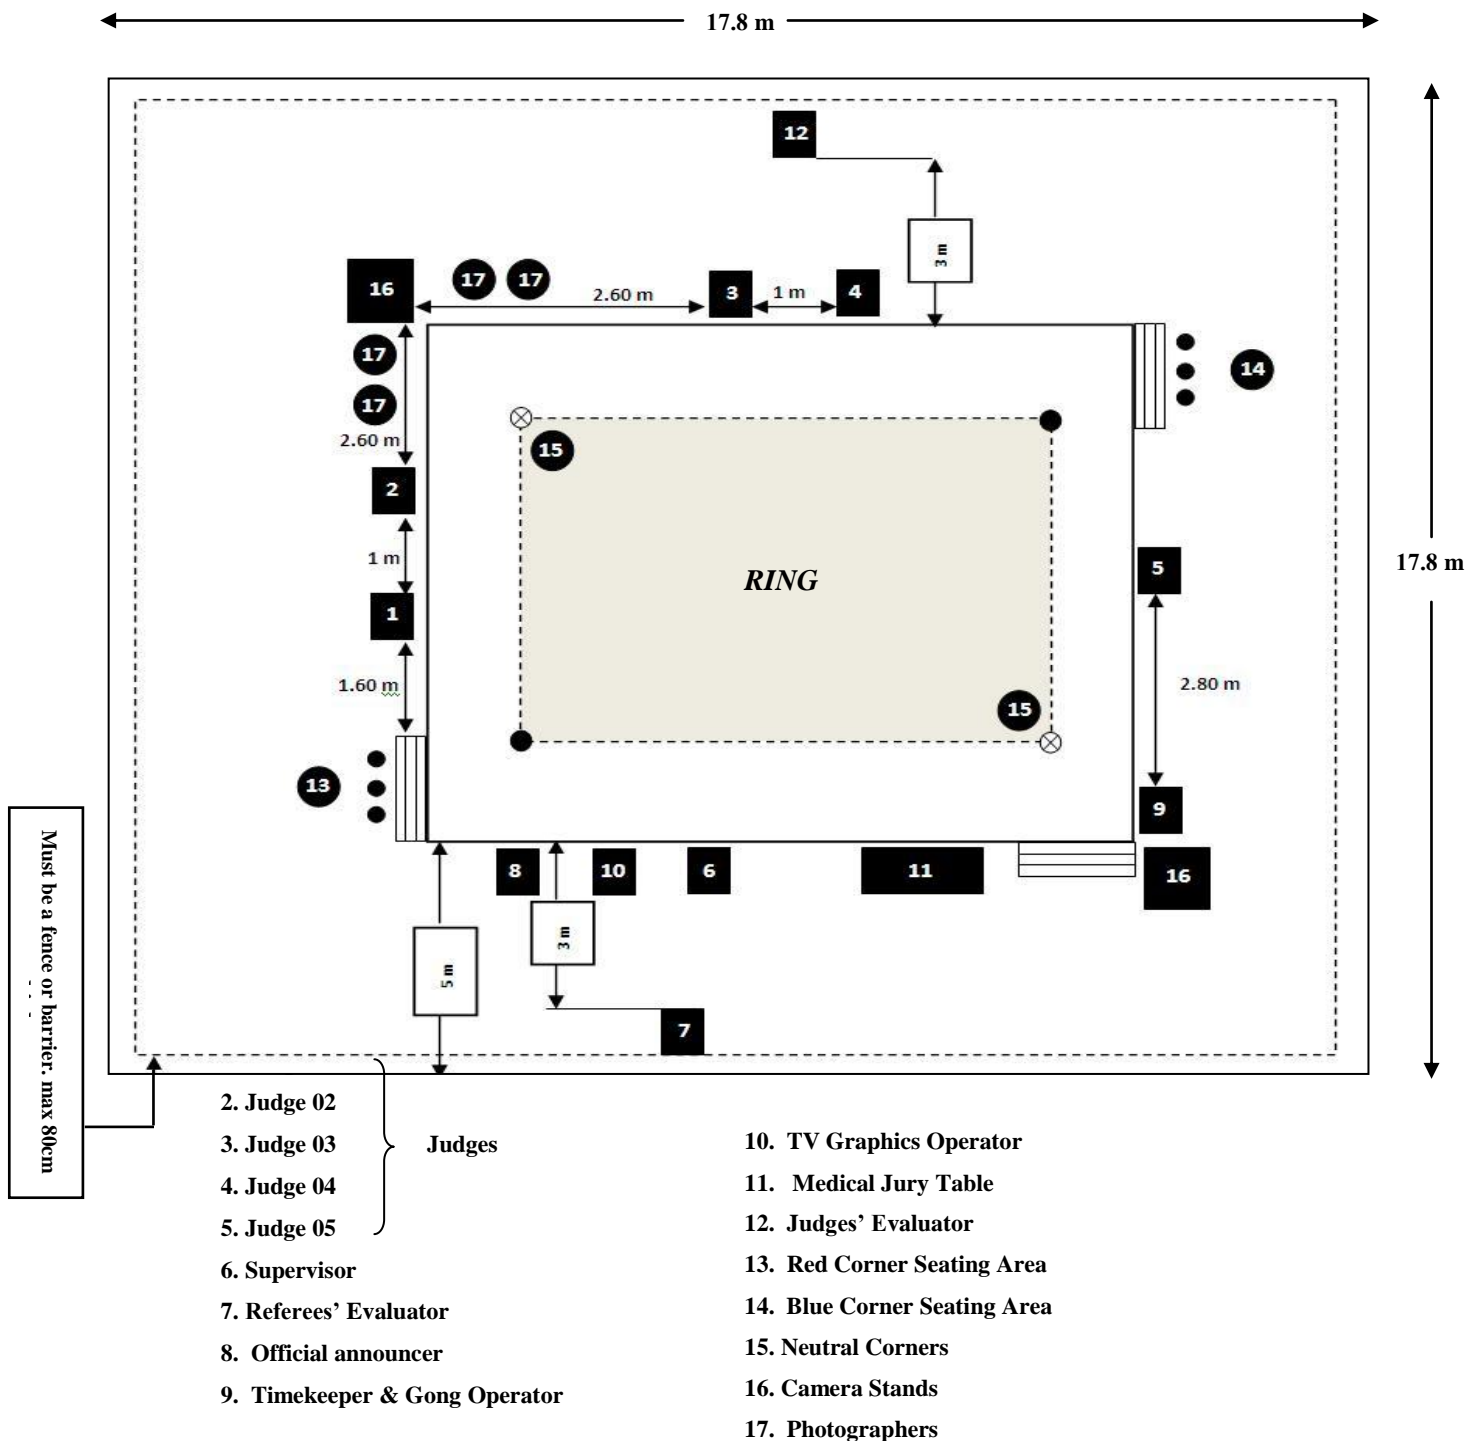 17.8 m
12
3 m
16
17 17
2.60 m
3
1 m
4
17
14
17
2.60 m
15
2
1 m
RING
5
17.8 m
1
1.60 m
15
2.80 m
13
9
Must be a fence or barrier. max 80cm
8
10
6
11
16
3 m
5 m
7
2. Judge 02
3. Judge 03
Judges
4. Judge 04
5. Judge 05
6. Supervisor
7. Referees’ Evaluator
8. Official announcer
9. Timekeeper & Gong Operator
10. TV Graphics Operator
11. Medical Jury Table
12. Judges’ Evaluator
13. Red Corner Seating Area
14. Blue Corner Seating Area
15. Neutral Corners
16. Camera Stands
17. Photographers